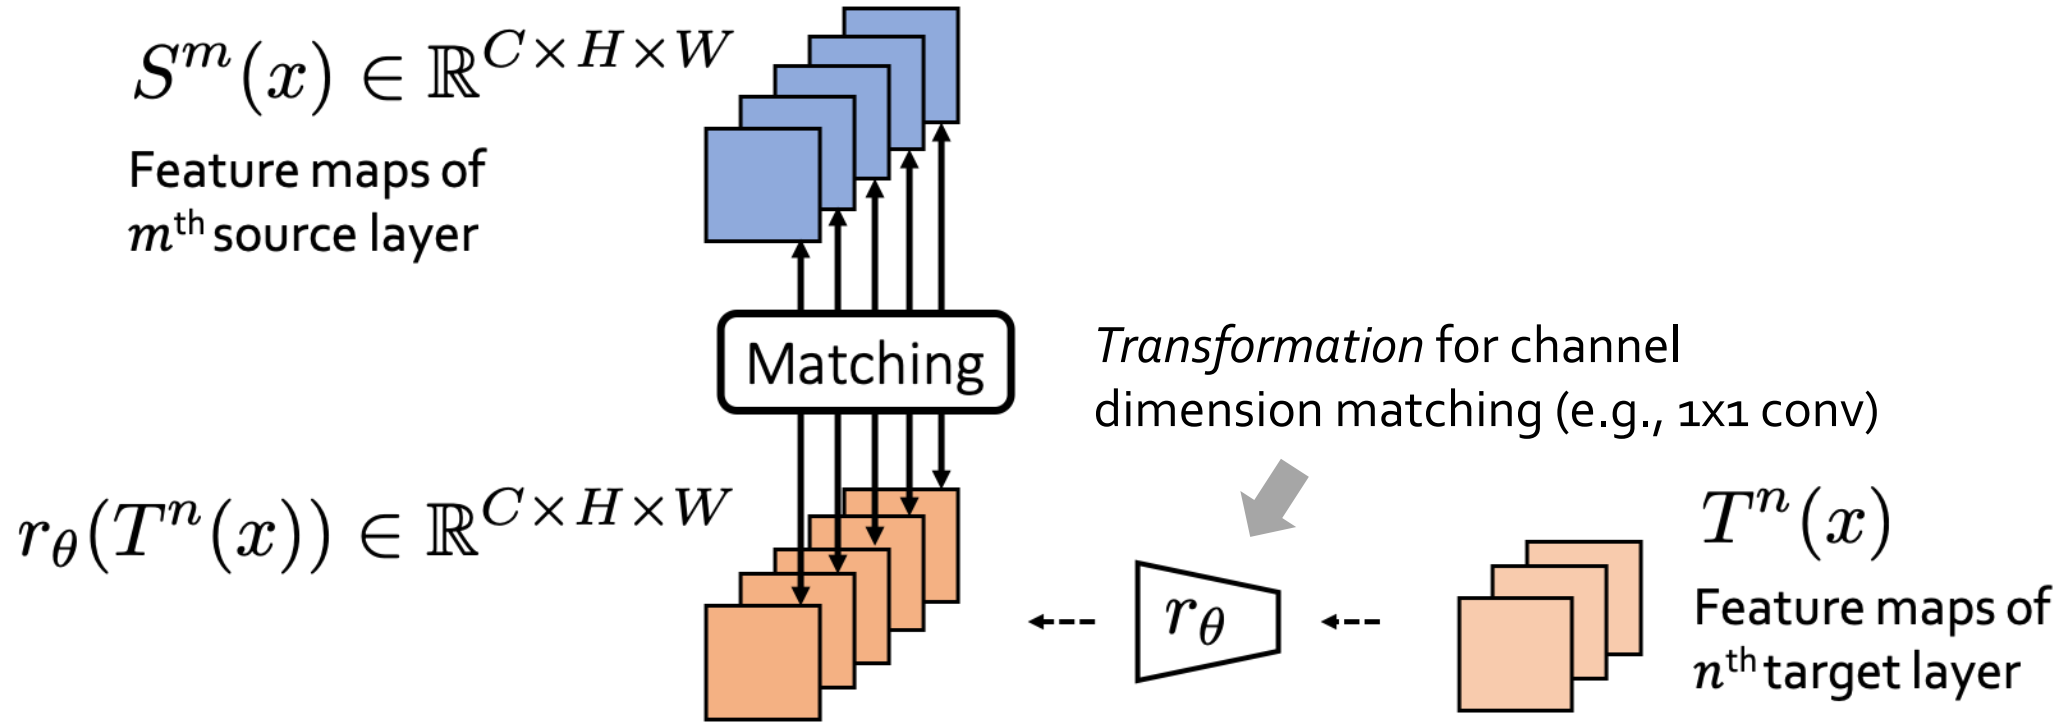 S^m(x) ∈ ℝ^{C×H×W}
Feature maps of
m^th source layer
Matching
Transformation for channel
dimension matching (e.g., 1x1 conv)
r_θ(T^n(x)) ∈ ℝ^{C×H×W}
r_θ
T^n(x)
Feature maps of
n^th target layer